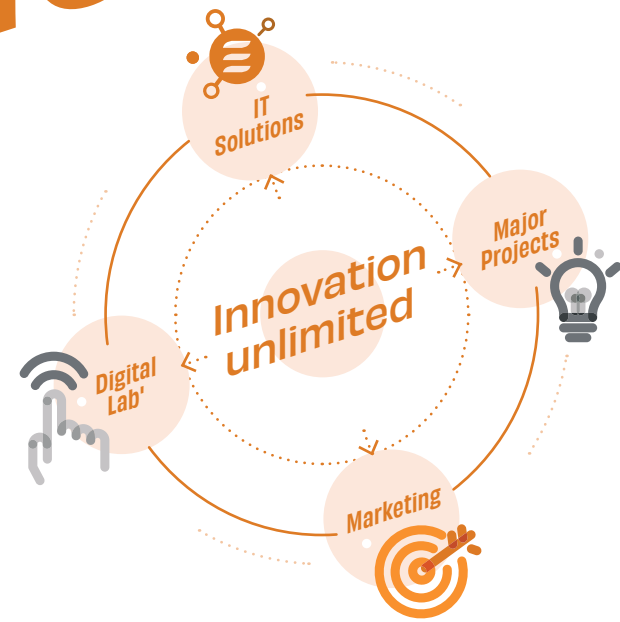 IT
Solutions
Major
Projects
Innovation
unlimited
Digital
Lab'
Marketing